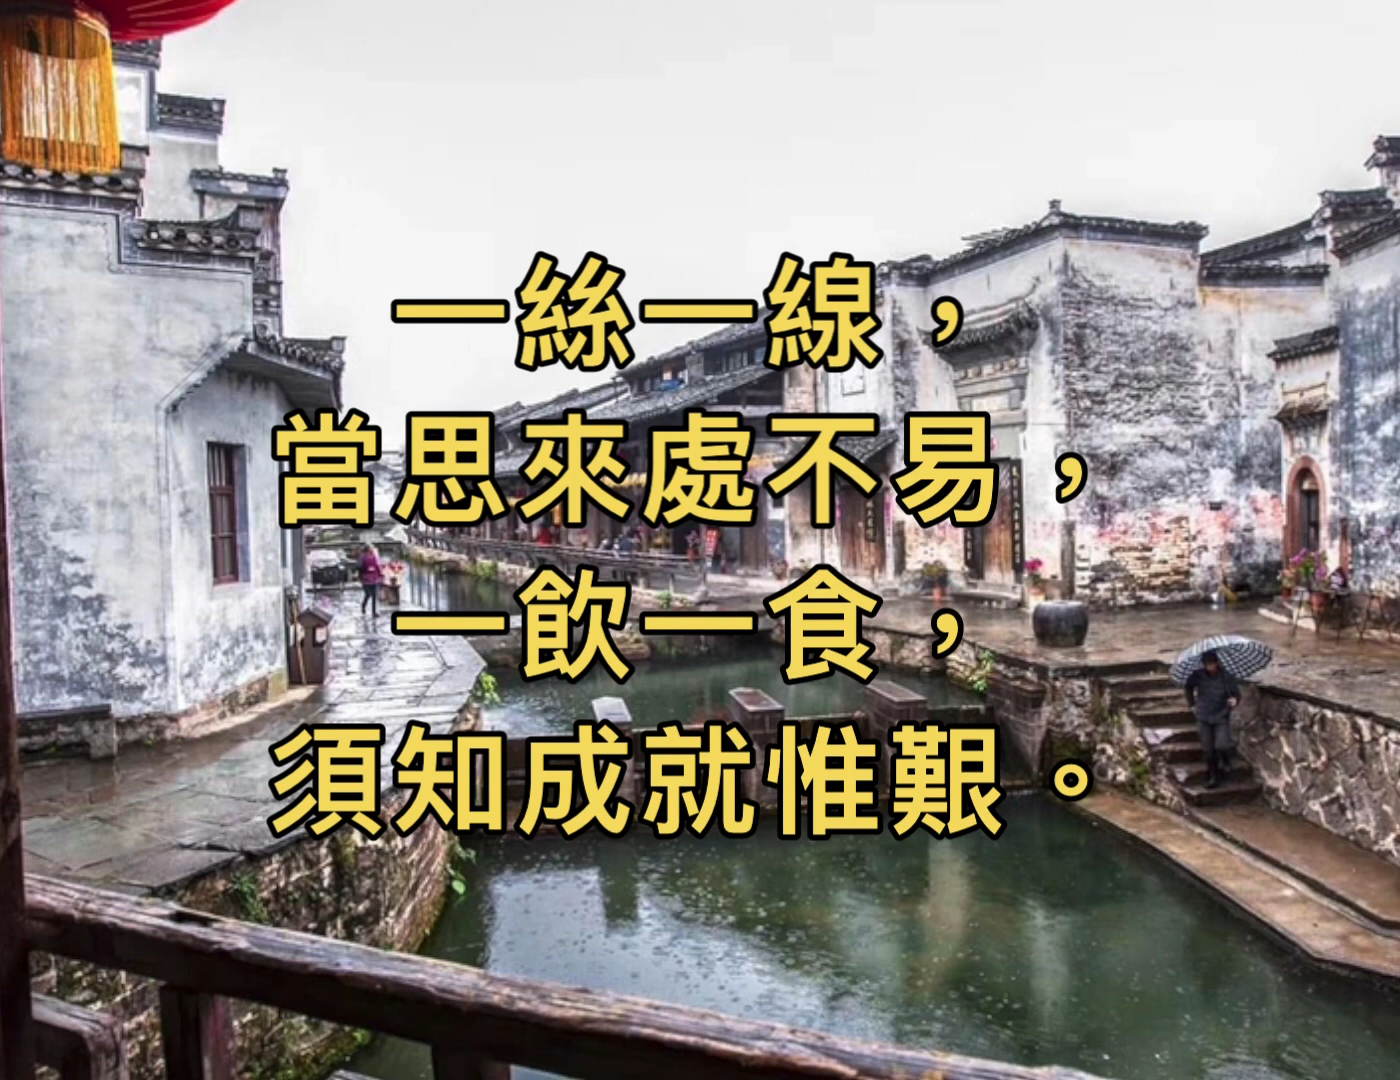 一絲一線，
當思來處不易，
一飲一食，
須知成就惟艱。